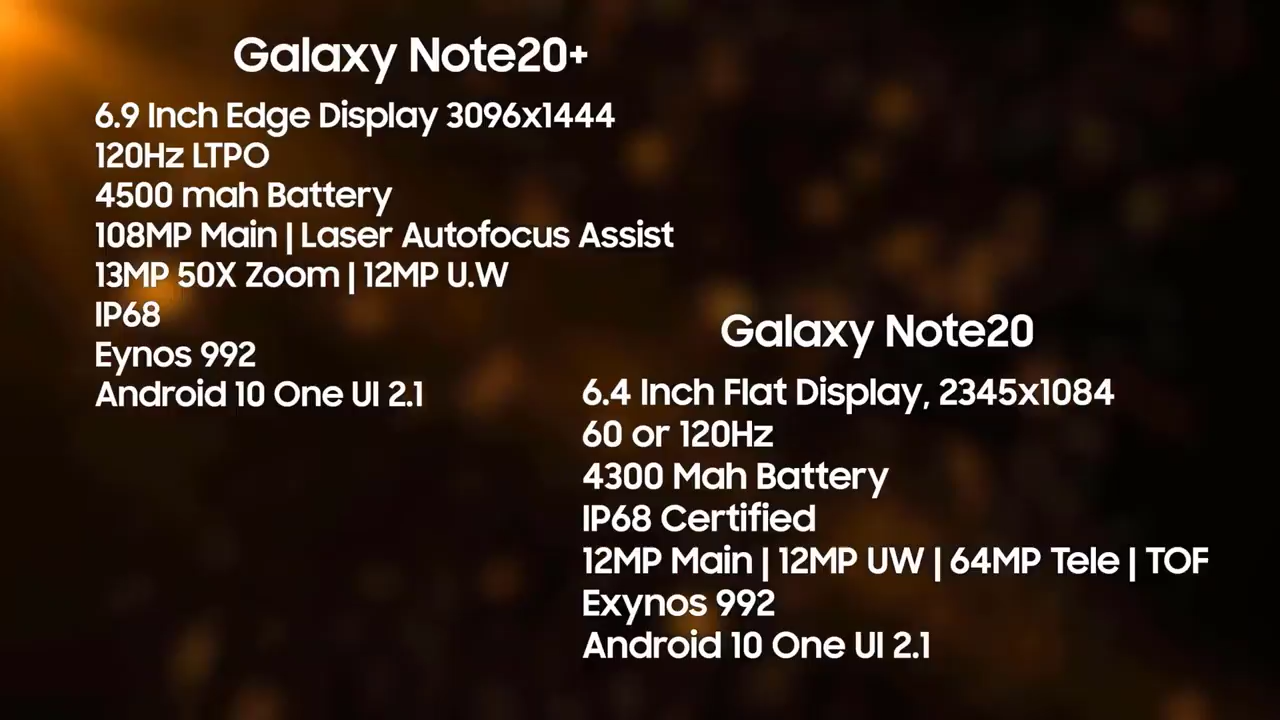 Galaxy Note20+
6.9 Inch Edge Display 3096x1444
120Hz LTPO
4500 mah Battery
108MP Main | Laser Autofocus Assist
13MP 50X Zoom | 12MP U.W
IP68
Eynos 992
Android 10 One UI 2.1
Galaxy Note20
6.4 Inch Flat Display, 2345x1084
60 or 120Hz
4300 Mah Battery
IP68 Certified
12MP Main | 12MP UW | 64MP Tele | TOF
Exynos 992
Android 10 One UI 2.1